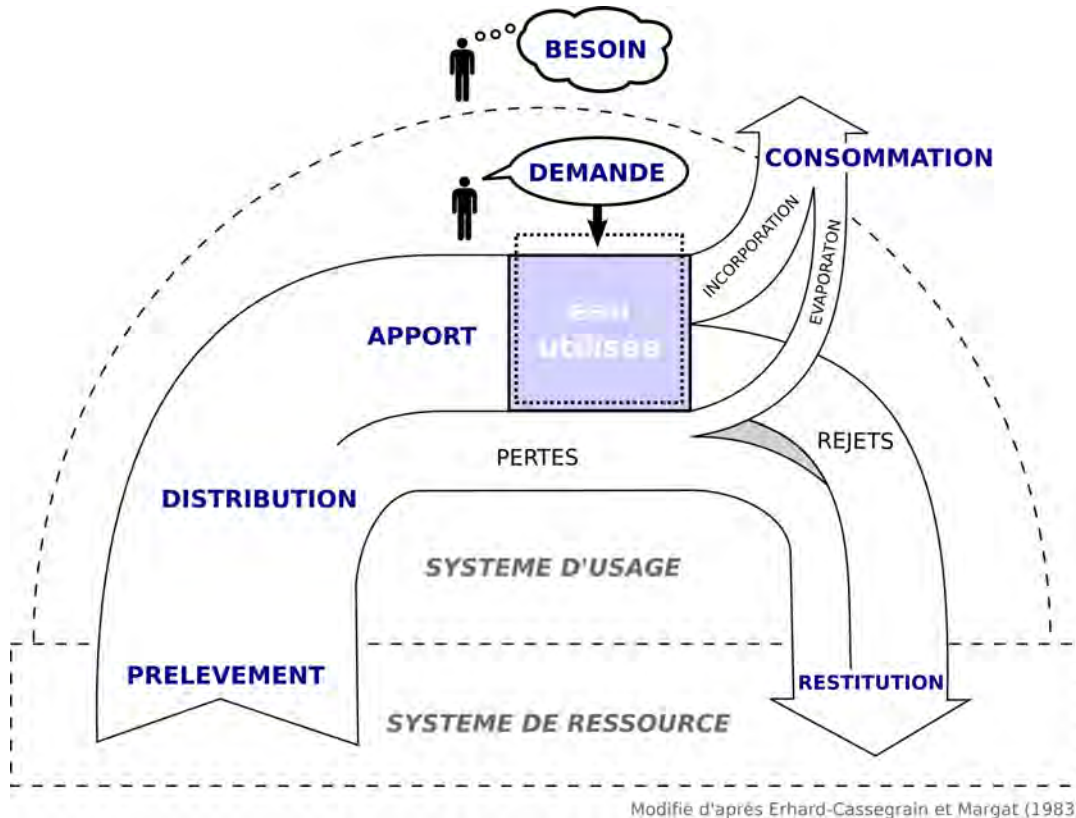 BESOIN
DEMANDE
CONSOMMATION
INCORPORATION
EVAPORATON
eau
utilisée
APPORT
REJETS
PERTES
DISTRIBUTION
SYSTEME D'USAGE
PRELEVEMENT
RESTITUTION
SYSTEME DE RESSOURCE
Modifié d'après Erhard-Cassegrain et Margat (1983